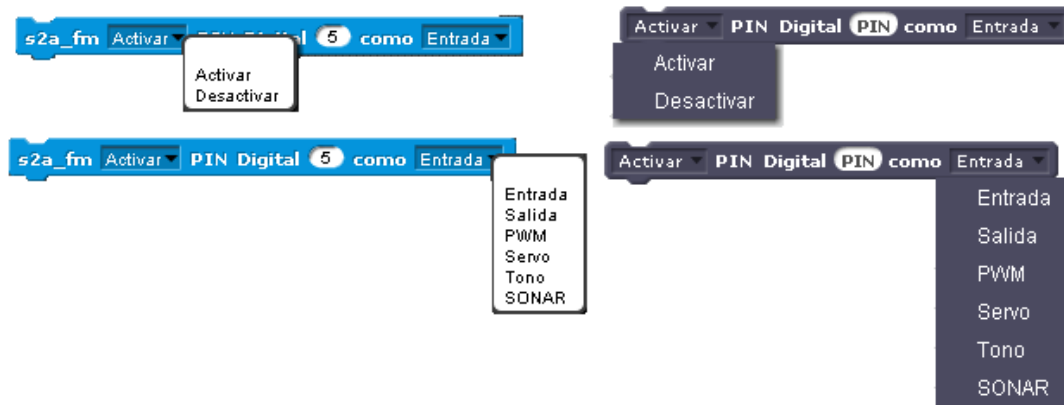 s2a_fm Activar 5 como Entrada
Activar
Desactivar
Activar PIN Digital PIN como Entrada
Activar
Desactivar
s2a_fm Activar PIN Digital 5 como Entrada
Entrada
Salida
PWM
Servo
Tono
SONAR
Activar PIN Digital PIN como Entrada
Entrada
Salida
PWM
Servo
Tono
SONAR